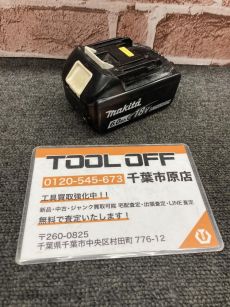 makita
6.0Ah 18V
TOOL OFF
0120-545-673 千葉市原店
工具買取強化中!!
新品・中古・ジャンク買取可能 宅配査定・出張査定・LINE査定
無料で査定いたします!
〒260-0825
千葉県千葉市中央区村田町 776-12